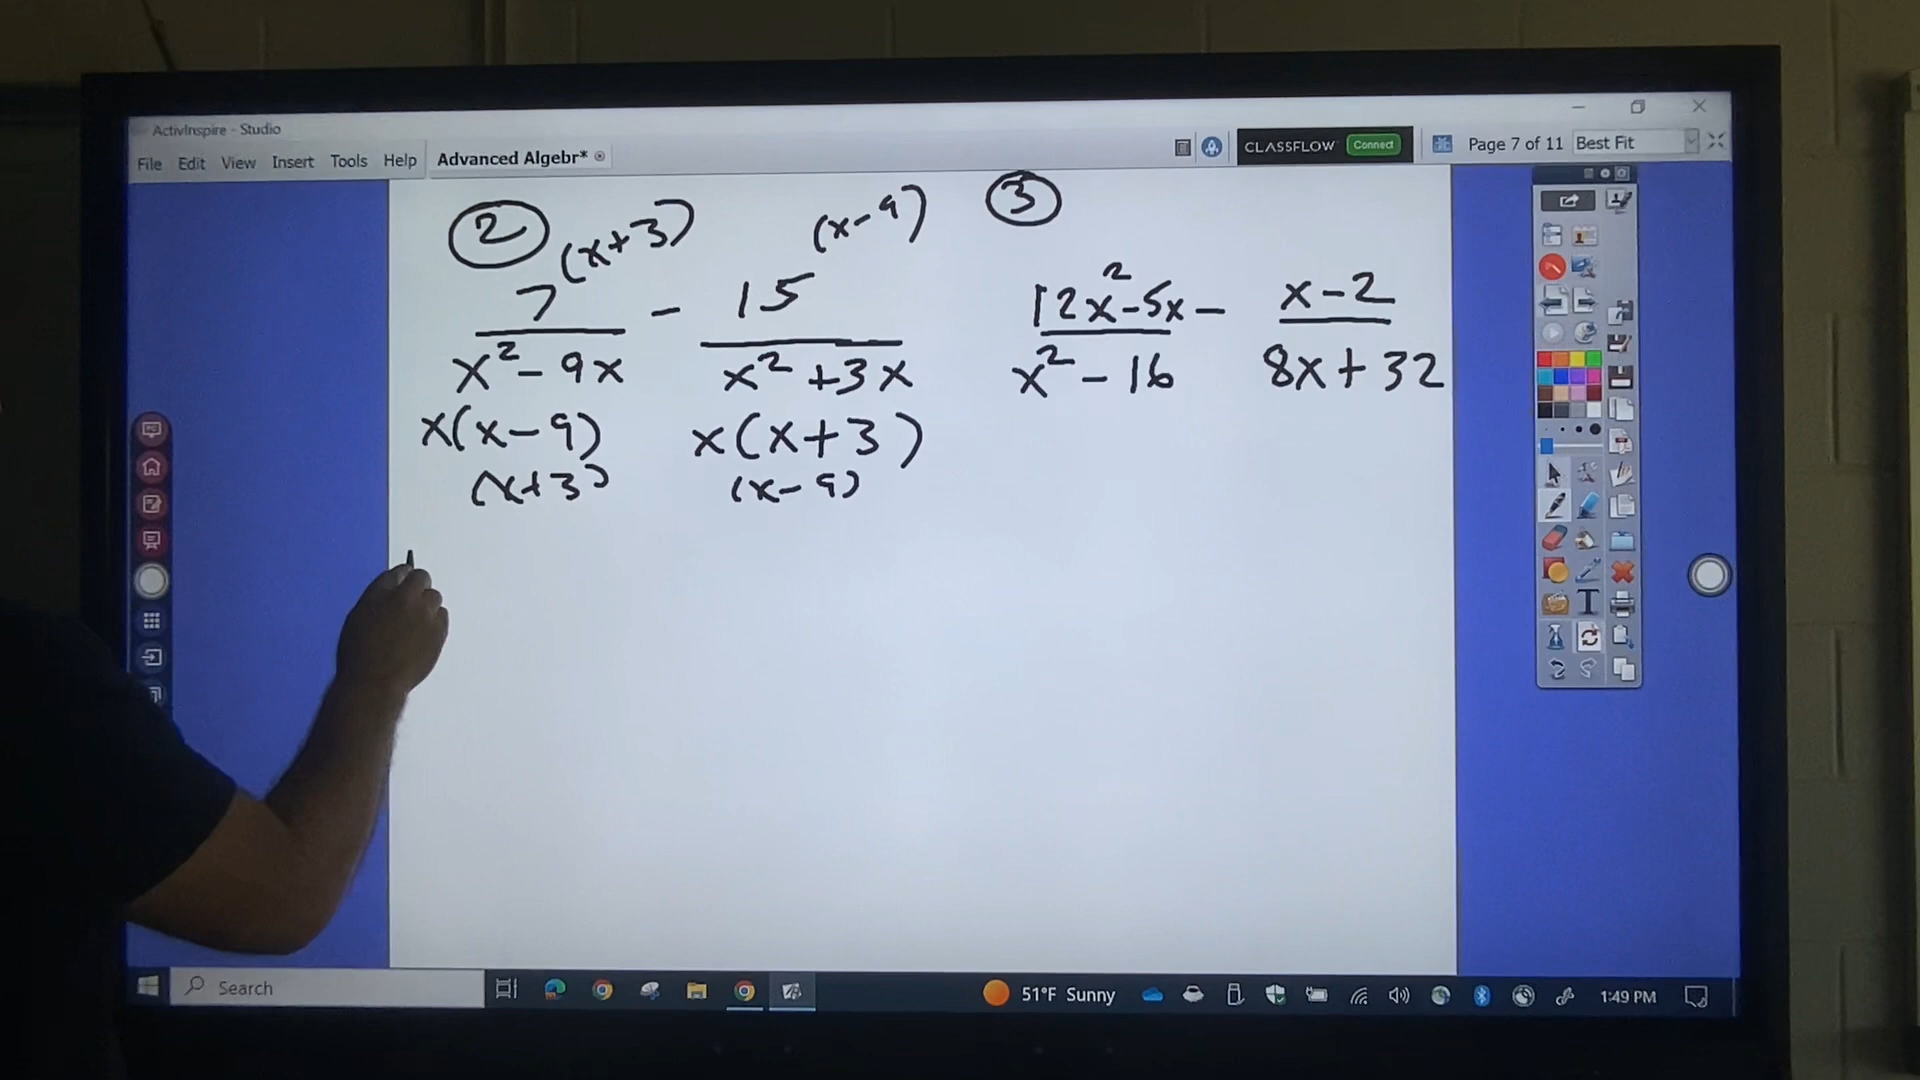 ActivInspire - Studio
File Edit View Insert Tools Help
Advanced Algebr*
CLASSFLOW Connect
Page 7 of 11 Best Fit
2 (x+3) (x-9)
7 - 15
x² - 9x x² + 3x
x(x-9) x(x+3)
(x+3) (x-9)
3
12x²-5x - x-2
x² - 16 8x + 32
T
Search
51°F Sunny
1:49 PM